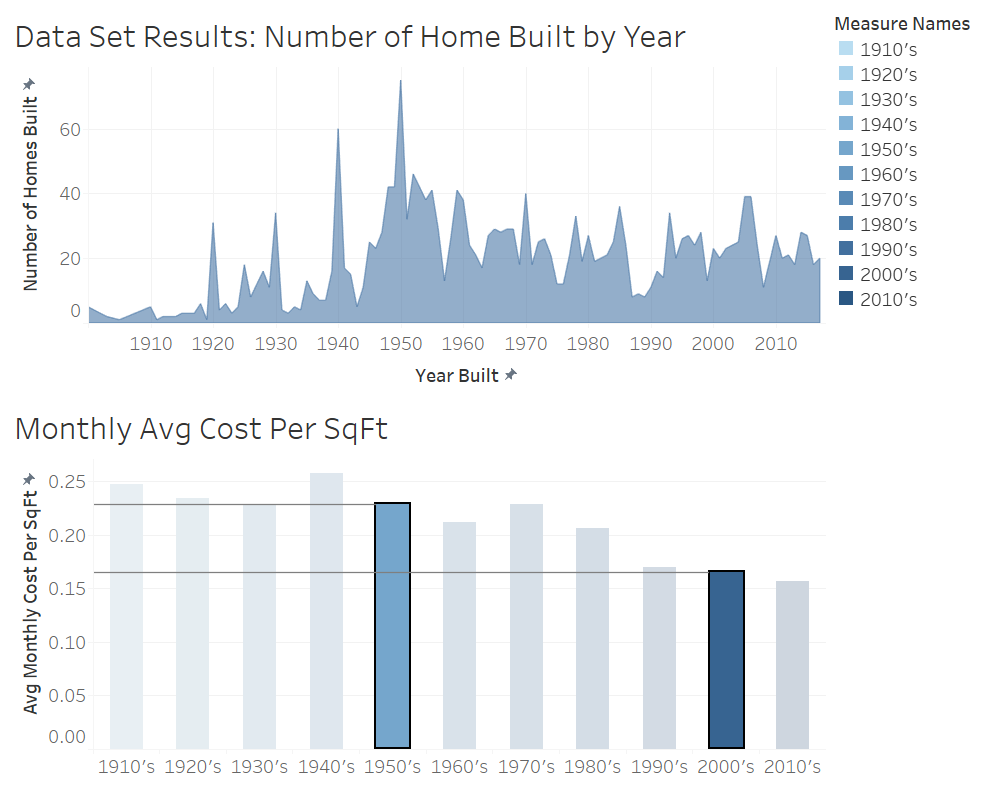 Data Set Results: Number of Home Built by Year
Number of Homes Built
60
40
20
0
1910 1920 1930 1940 1950 1960 1970 1980 1990 2000 2010
Year Built
Measure Names
1910's
1920's
1930's
1940's
1950's
1960's
1970's
1980's
1990's
2000's
2010's
Monthly Avg Cost Per SqFt
Avg Monthly Cost Per SqFt
0.25
0.20
0.15
0.10
0.05
0.00
1910's 1920's 1930's 1940's 1950's 1960's 1970's 1980's 1990's 2000's 2010's